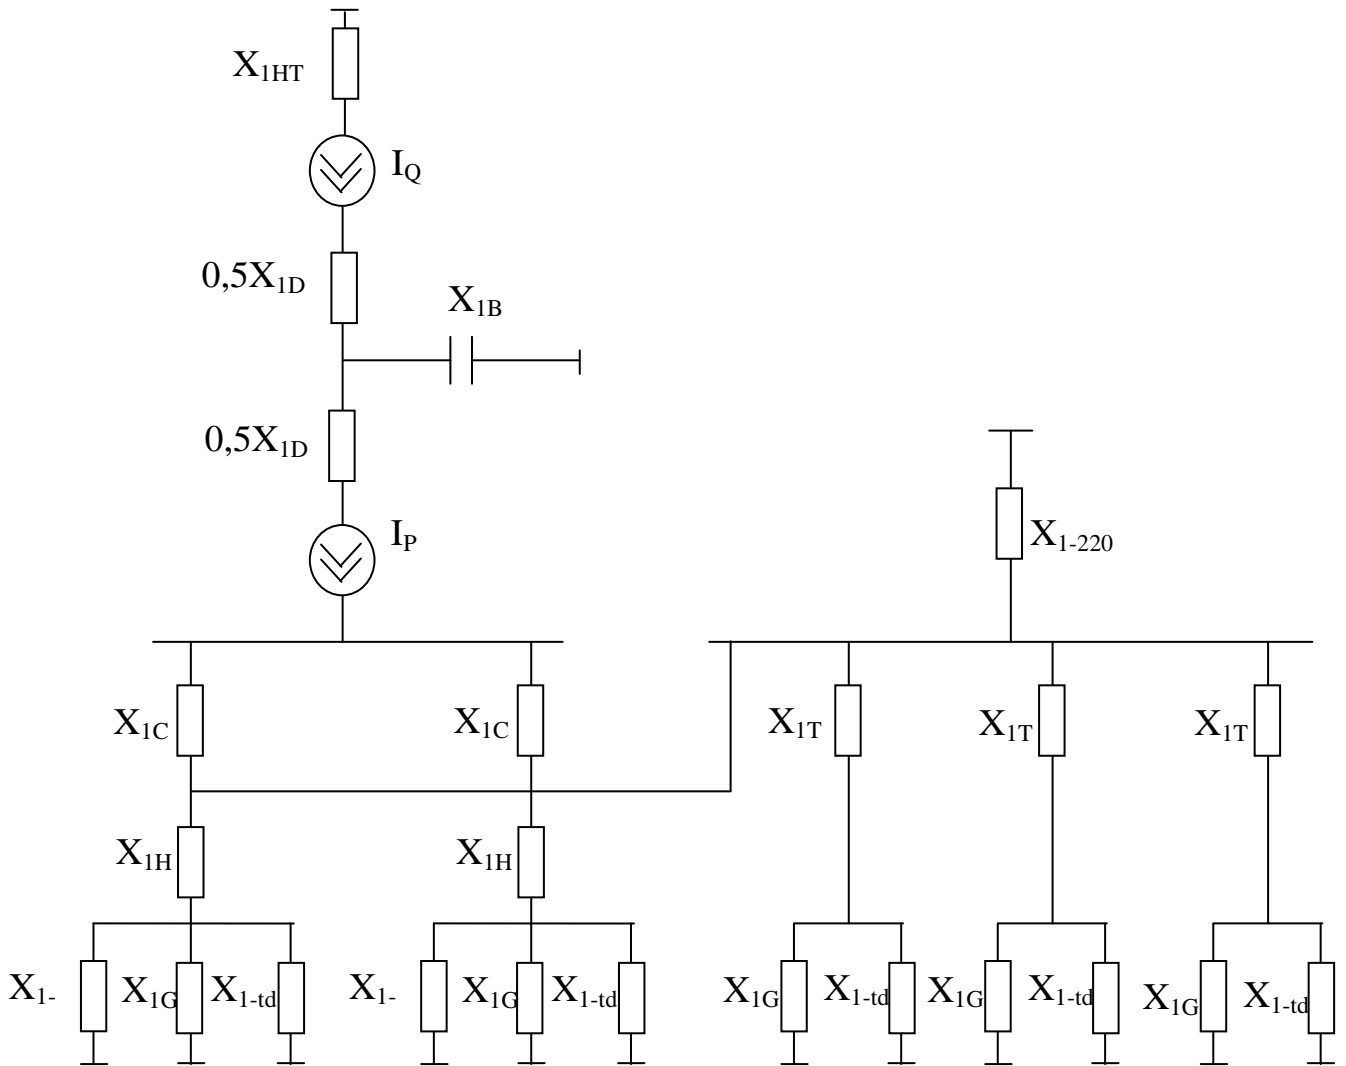 X1HT
IQ
0,5X1D
X1B
0,5X1D
IP
X1-220
X1C
X1C
X1T
X1T
X1T
X1H
X1H
X1-
X1G
X1-td
X1-
X1G
X1-td
X1G
X1-td
X1G
X1-td
X1G
X1-td